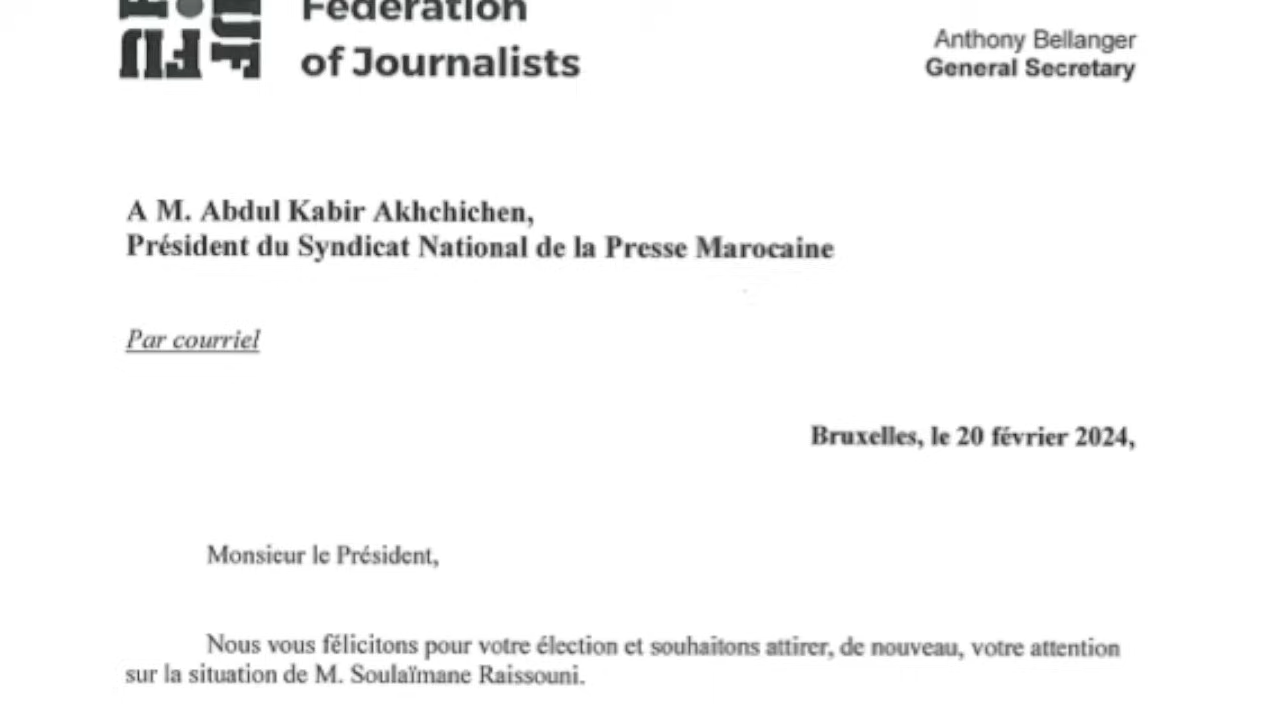 Federation
of Journalists
Anthony Bellanger
General Secretary
A M. Abdul Kabir Akhchichen,
Président du Syndicat National de la Presse Marocaine
Par courriel
Bruxelles, le 20 février 2024,
Monsieur le Président,
Nous vous félicitons pour votre élection et souhaitons attirer, de nouveau, votre attention
sur la situation de M. Soulaïmane Raissouni.